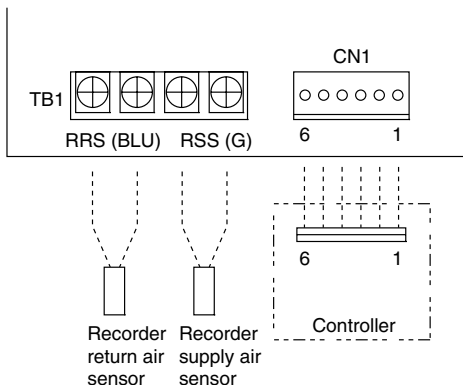 CN1
TB1
RRS (BLU) RSS (G) 6 1
6 1
Recorder return air sensor
Recorder supply air sensor
Controller